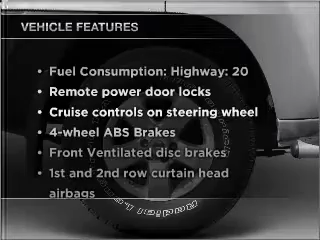 VEHICLE FEATURES
• Fuel Consumption: Highway: 20
• Remote power door locks
• Cruise controls on steering wheel
• 4-wheel ABS Brakes
• Front Ventilated disc brakes
• 1st and 2nd row curtain head
airbags
Radial